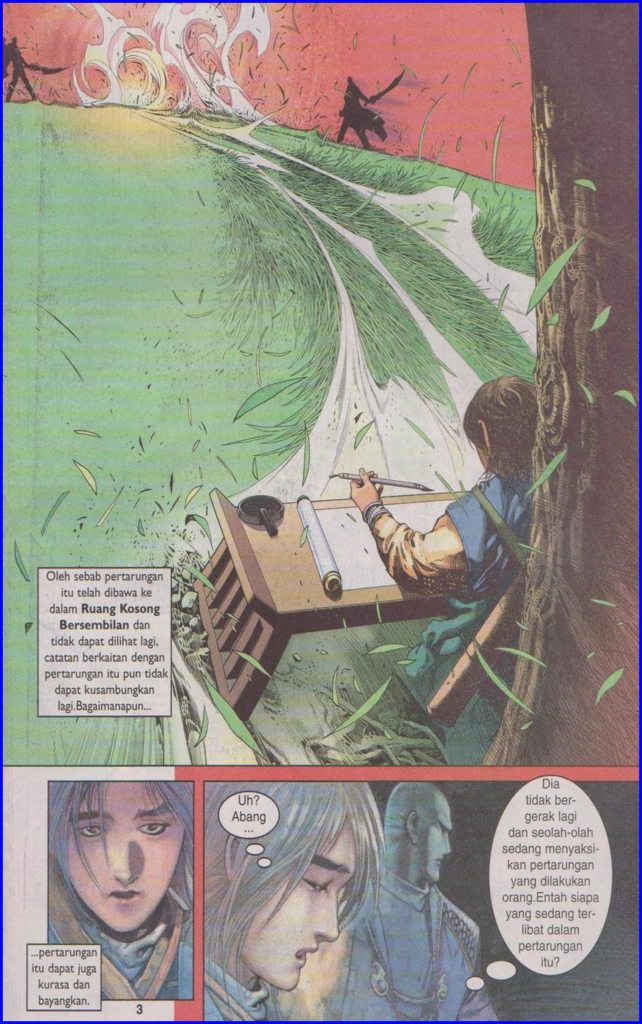 Oleh sebab pertarungan
itu telah dibawa ke
dalam Ruang Kosong
Bersembilan dan
tidak dapat dilihat lagi,
catatan berkaitan dengan
pertarungan itu pun tidak
dapat kusambungkan
lagi.Bagaimanapun...
...pertarungan
itu dapat juga
kurasa dan
bayangkan.
Uh?
Abang
...
Dia
tidak ber-
gerak lagi
dan seolah-olah
sedang menyaksi-
kan pertarungan
yang dilakukan
orang.Entah siapa
yang sedang ter-
libat dalam
pertarungan
itu?
3